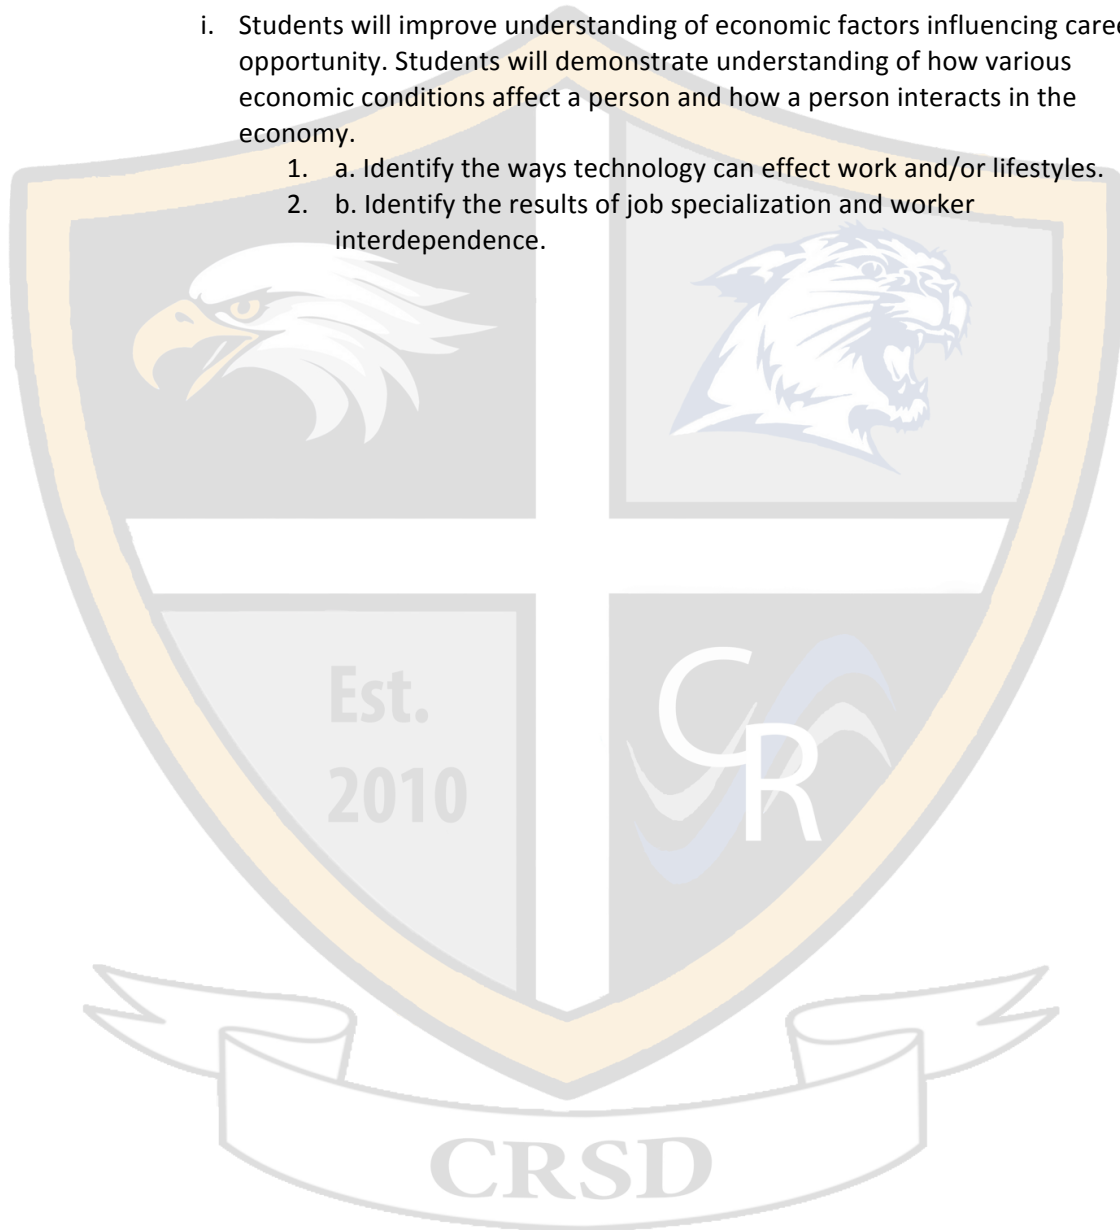 i. Students will improve understanding of economic factors influencing caree
opportunity. Students will demonstrate understanding of how various
economic conditions affect a person and how a person interacts in the
economy.
1. a. Identify the ways technology can effect work and/or lifestyles.
2. b. Identify the results of job specialization and worker
interdependence.
Est.
2010
CR
CRSD